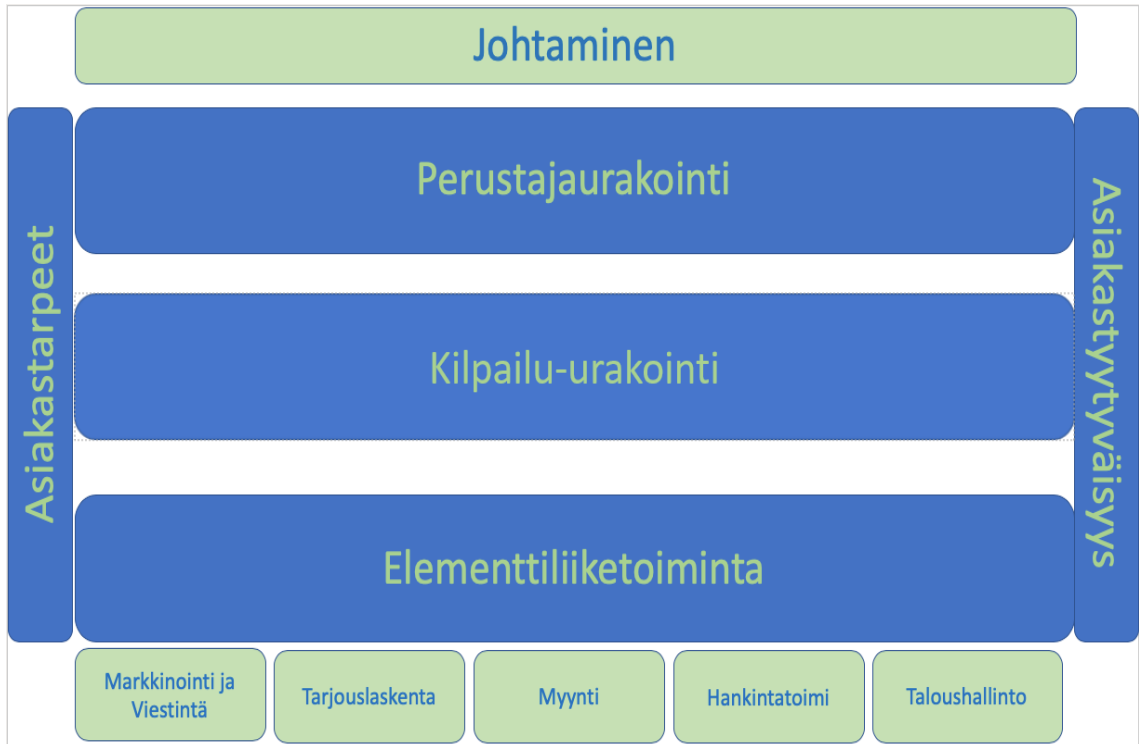 Johtaminen
Asiakastarpeet
Perustajaurakointi
Kilpailu-urakointi
Elementtiliiketoiminta
Asiakastyytyväisyys
Markkinointi ja
Viestintä
Tarjouslaskenta
Myynti
Hankintatoimi
Taloushallinto